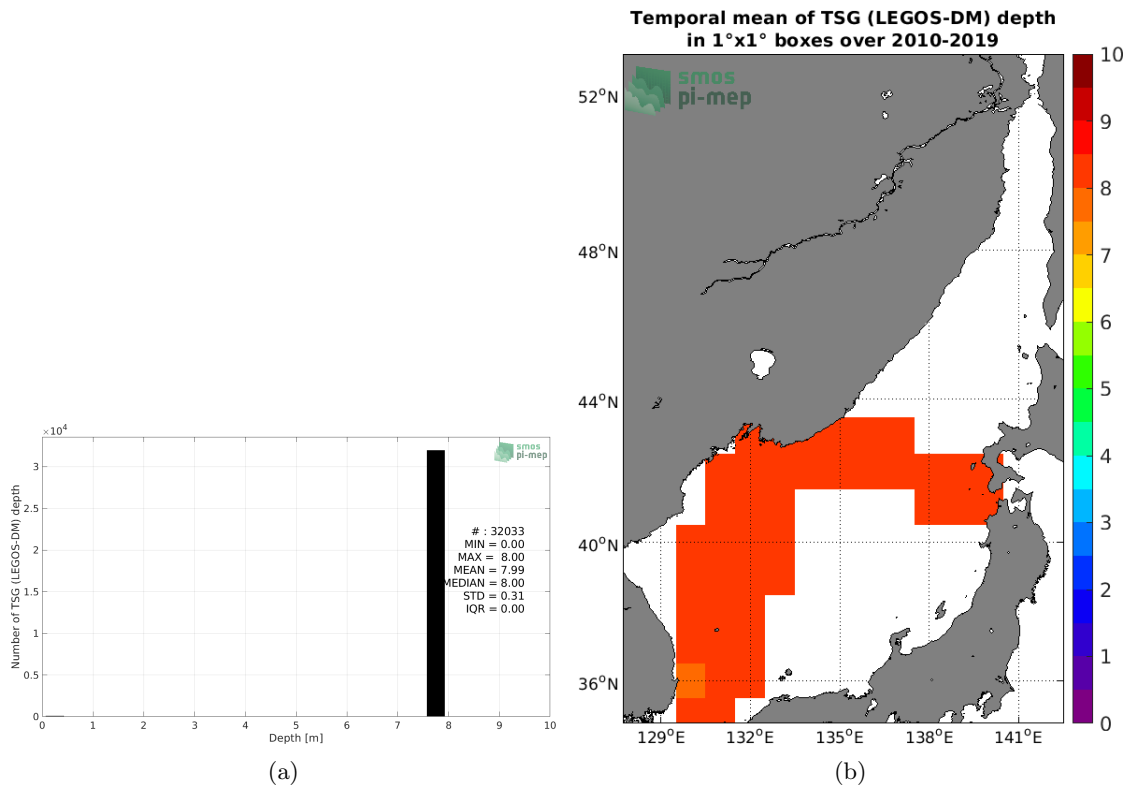 Temporal mean of TSG (LEGOS-DM) depth
in 1°x1° boxes over 2010-2019
smos
pi-mep
52°N
48°N
44°N
40°N
36°N
129°E
132°E
135°E
138°E
141°E
10
9
8
7
6
5
4
3
2
1
0
(b)
×10⁴
smos
pi-mep
3
2.5
2
1.5
1
0.5
0
Number of TSG (LEGOS-DM) depth
# : 32033
MIN = 0.00
MAX = 8.00
MEAN = 7.99
MEDIAN = 8.00
STD = 0.31
IQR = 0.00
0 1 2 3 4 5 6 7 8 9 10
Depth [m]
(a)